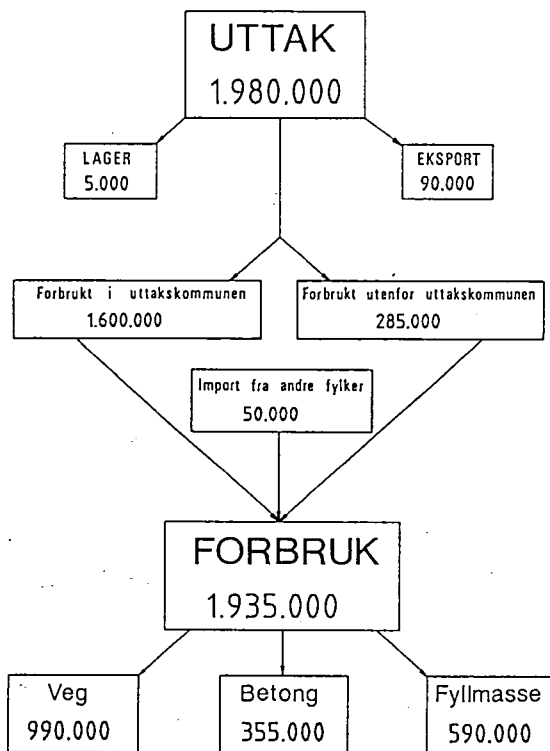 UTTAK
1.980.000
LAGER
5.000
EKSPORT
90.000
Forbrukt i uttakskommunen
1.600.000
Forbrukt utenfor uttakskommunen
285.000
Import fra andre fylker
50.000
FORBRUK
1.935.000
Veg
990.000
Betong
355.000
Fyllmasse
590.000